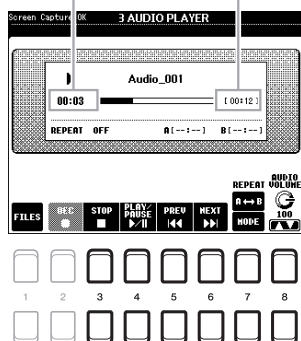 Screen Capture OK 3 AUDIO PLAYER
Audio_001
00:03 [ 00:12 ]
REPEAT OFF A[--:--] B[--:--]
REPEAT AUDIO VOLUME
FILES REC STOP PLAY/PAUSE PREV NEXT A↔B MODE 100
1 2 3 4 5 6 7 8